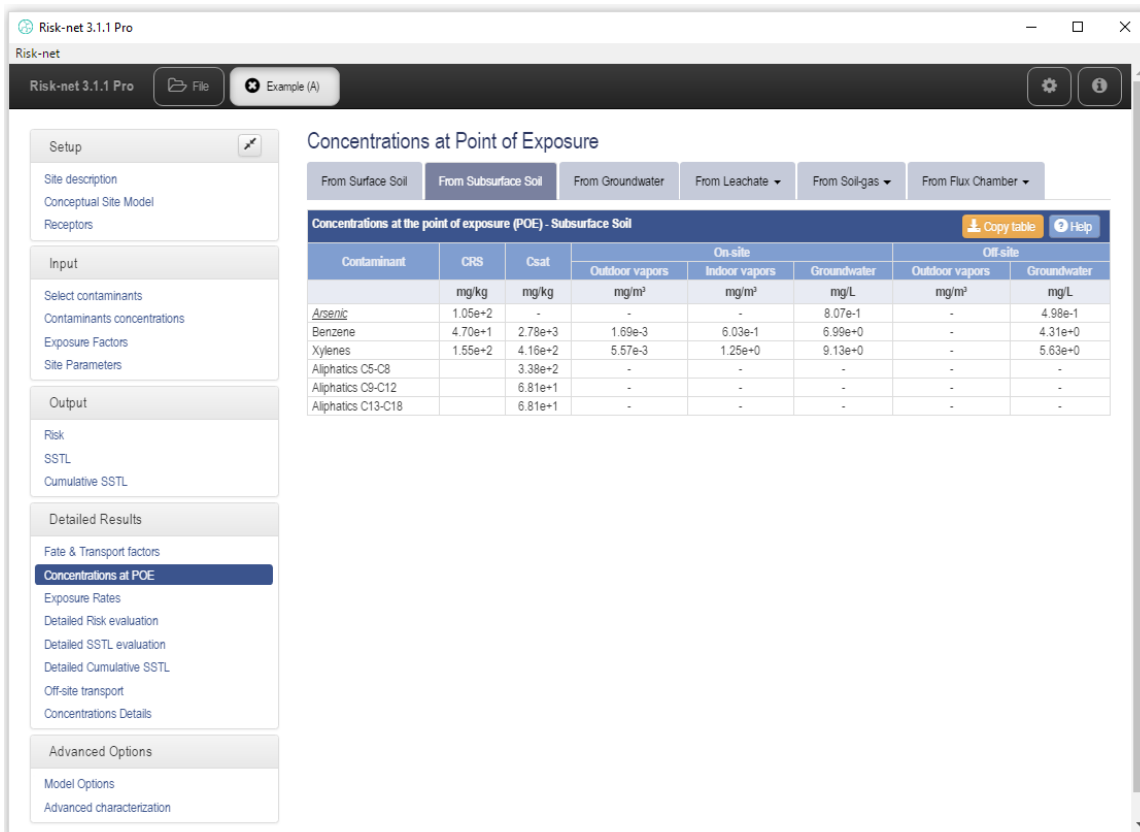 Risk-net 3.1.1 Pro
Risk-net
Risk-net 3.1.1 Pro File Example (A)
Setup
Site description
Conceptual Site Model
Receptors
Input
Select contaminants
Contaminants concentrations
Exposure Factors
Site Parameters
Output
Risk
SSTL
Cumulative SSTL
Detailed Results
Fate & Transport factors
Concentrations at POE
Exposure Rates
Detailed Risk evaluation
Detailed SSTL evaluation
Detailed Cumulative SSTL
Off-site transport
Concentrations Details
Advanced Options
Model Options
Advanced characterization
Concentrations at Point of Exposure
From Surface Soil From Subsurface Soil From Groundwater From Leachate From Soil-gas From Flux Chamber
Concentrations at the point of exposure (POE) - Subsurface Soil Copy table Help
Contaminant CRS Csat On-site Off-site
Outdoor vapors Indoor vapors Groundwater Outdoor vapors Groundwater
mg/kg mg/kg mg/m³ mg/m³ mg/L mg/m³ mg/L
Arsenic 1.05e+2 - - - 8.07e-1 - 4.98e-1
Benzene 4.70e+1 2.78e+3 1.69e-3 6.03e-1 6.99e+0 - 4.31e+0
Xylenes 1.55e+2 4.16e+2 5.57e-3 1.25e+0 9.13e+0 - 5.63e+0
Aliphatics C5-C8 3.38e+2 - - - - -
Aliphatics C9-C12 6.81e+1 - - - - -
Aliphatics C13-C18 6.81e+1 - - - - -